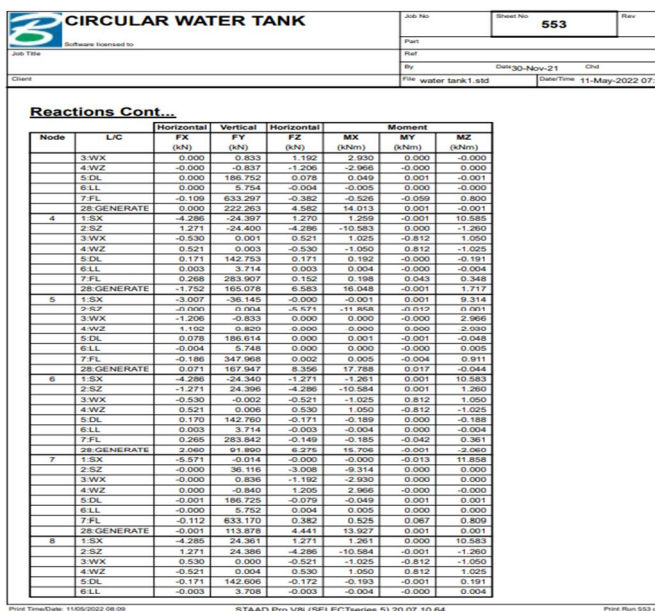 CIRCULAR WATER TANK
Software licensed to
Job No
Sheet No 553
Rev
Part
Job Title
Ref
By
Date 30-Nov-21
Chd
Client
File water tank1.std
Date/Time 11-May-2022 07:
Reactions Cont...
Horizontal Vertical Horizontal Moment
Node L/C FX FY FZ MX MY MZ
(kN) (kN) (kN) (kNm) (kNm) (kNm)
3:WX 0.000 0.833 1.192 2.930 0.000 -0.000
4:WZ -0.000 -0.837 -1.206 -2.966 0.000 -0.000
5:DL 0.000 186.752 0.078 0.049 0.001 -0.001
6:LL 0.000 5.754 -0.004 -0.005 0.000 -0.000
7:FL -0.109 633.297 -0.382 -0.526 -0.059 0.800
28:GENERATE 0.000 222.263 4.582 14.013 0.001 -0.001
4 1:SX -4.286 -24.397 1.270 1.259 -0.001 10.585
2:SZ 1.271 -24.400 -4.286 -10.583 0.000 -1.260
3:WX -0.530 0.001 0.521 1.025 -0.812 1.050
4:WZ 0.521 0.003 -0.530 -1.050 0.812 -1.025
5:DL 0.171 142.753 0.171 0.192 -0.000 -0.191
6:LL 0.003 3.714 0.003 0.004 -0.000 -0.004
7:FL 0.268 283.907 0.152 0.198 0.043 0.348
28:GENERATE -1.752 165.078 6.583 16.048 -0.001 1.717
5 1:SX -3.007 -36.145 -0.000 -0.001 0.001 9.314
2:SZ -0.000 0.004 -5.571 -11.858 -0.012 0.001
3:WX -1.206 -0.833 0.000 0.000 -0.000 2.966
4:WZ 1.102 0.820 -0.000 -0.000 0.000 -2.030
5:DL 0.078 186.614 0.000 0.001 -0.001 -0.048
6:LL -0.004 5.748 -0.000 -0.000 0.000 0.005
7:FL -0.186 347.968 0.002 0.005 -0.004 0.911
28:GENERATE 0.071 167.947 8.356 17.788 0.017 -0.044
6 1:SX -4.286 -24.340 -1.271 -1.261 0.001 10.583
2:SZ -1.271 24.396 -4.286 -10.584 0.001 1.260
3:WX -0.530 -0.002 -0.521 -1.025 0.812 1.050
4:WZ 0.521 0.006 0.530 1.050 -0.812 -1.025
5:DL 0.170 142.760 -0.171 -0.189 0.000 -0.188
6:LL 0.003 3.714 -0.003 -0.004 0.000 -0.004
7:FL 0.265 283.842 -0.149 -0.185 -0.042 0.361
28:GENERATE 2.060 91.890 6.275 15.706 -0.001 -2.060
7 1:SX -5.571 -0.014 -0.000 -0.000 -0.013 11.858
2:SZ -0.000 36.116 -3.008 -9.314 0.000 0.000
3:WX -0.000 0.836 -1.192 -2.930 0.000 0.000
4:WZ 0.000 -0.840 1.205 2.966 -0.000 -0.000
5:DL -0.001 186.725 -0.079 -0.049 0.001 0.001
6:LL -0.000 5.752 0.004 0.005 0.000 0.000
7:FL -0.112 633.170 0.382 0.525 0.067 0.809
28:GENERATE -0.001 113.878 4.441 13.927 0.001 0.001
8 1:SX -4.285 24.361 1.271 1.261 0.000 10.583
2:SZ 1.271 24.386 -4.286 -10.584 -0.001 -1.260
3:WX 0.530 0.000 -0.521 -1.025 -0.812 -1.050
4:WZ -0.521 0.004 0.530 1.050 0.812 1.025
5:DL -0.171 142.606 -0.172 -0.193 -0.001 0.191
6:LL -0.003 3.708 -0.003 -0.004 -0.000 0.004
Print Time/Date: 11/05/2022 08:09
STAAD.Pro V8i (SELECTseries 5) 20.07.10.64
Print Run 553